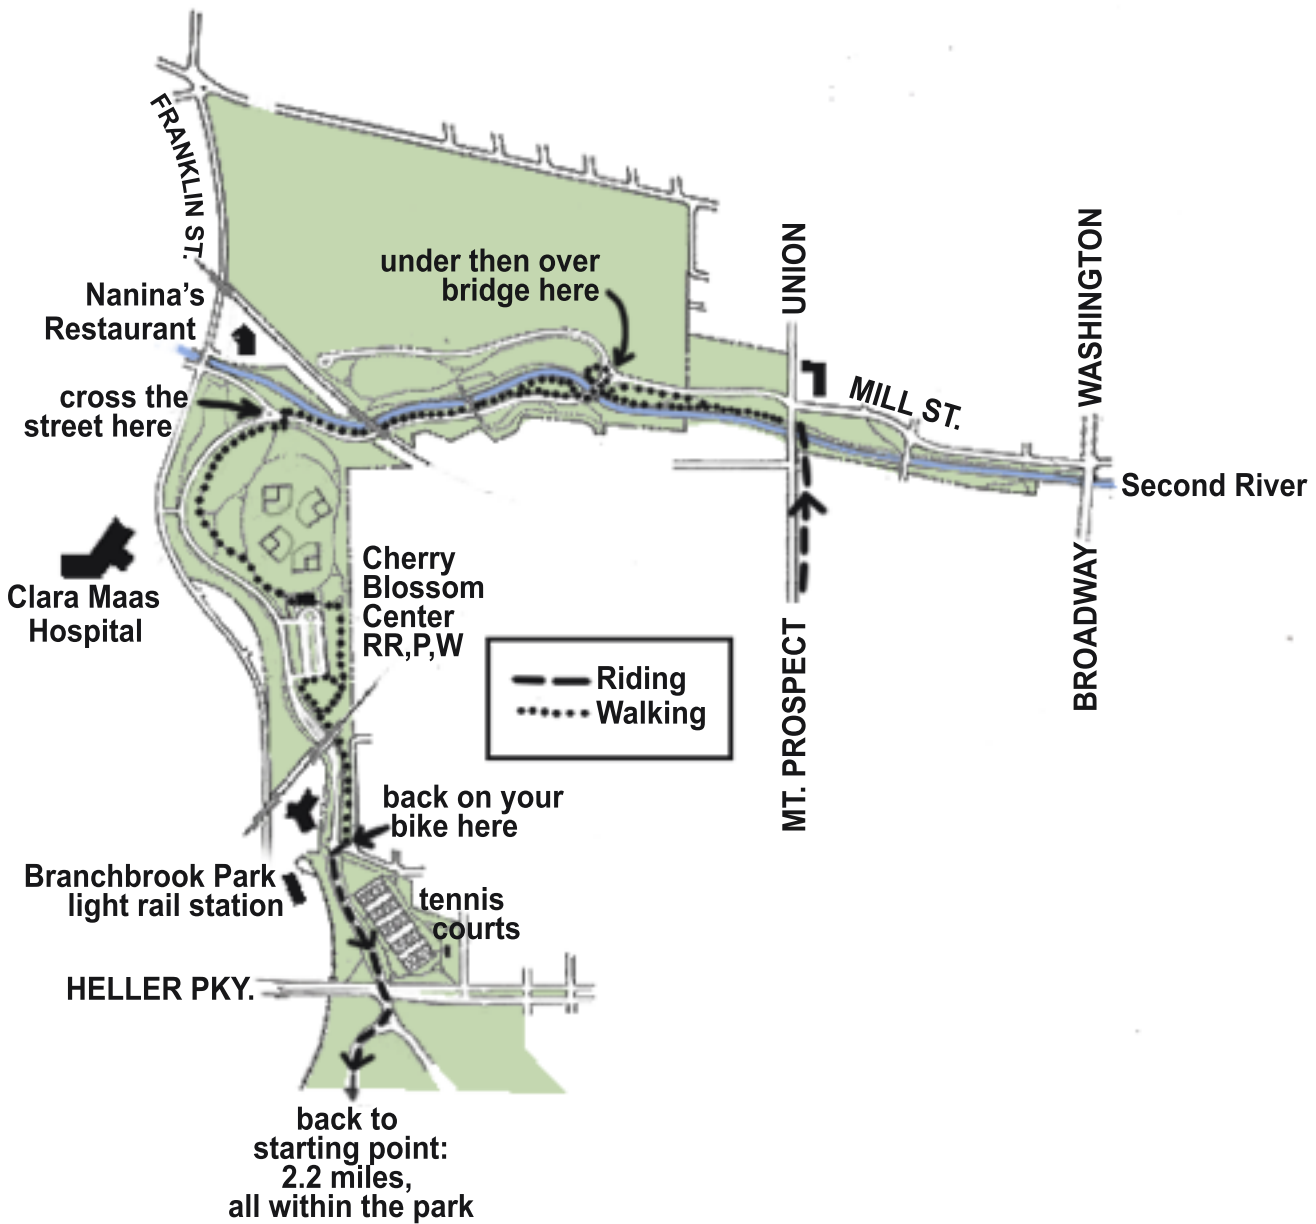 FRANKLIN ST.
under then over
bridge here
UNION
WASHINGTON
Nanina's
Restaurant
cross the
street here
MILL ST.
Second River
Clara Maas
Hospital
Cherry
Blossom
Center
RR,P,W
BROADWAY
MT. PROSPECT
Riding
Walking
back on your
bike here
Branchbrook Park
light rail station
tennis
courts
HELLER PKY.
back to
starting point:
2.2 miles,
all within the park